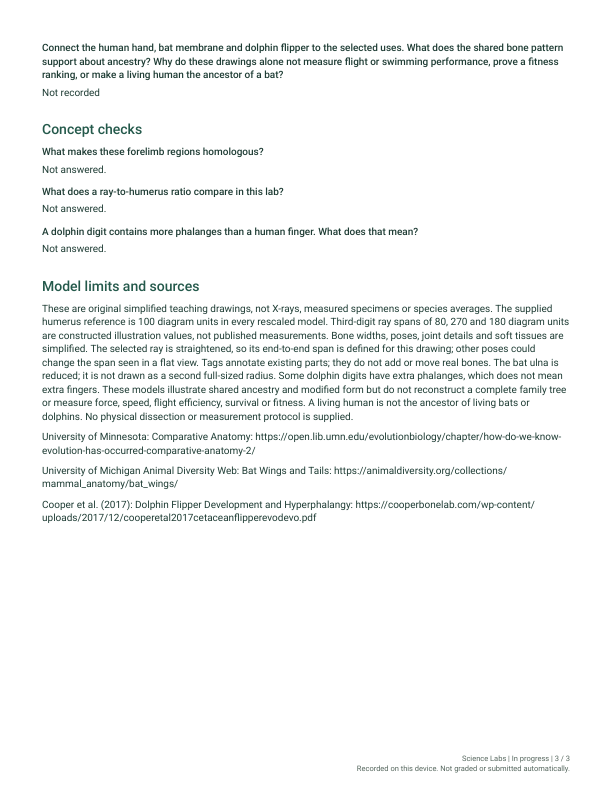 Connect the human hand, bat membrane and dolphin flipper to the selected uses. What does the shared bone pattern
support about ancestry? Why do these drawings alone not measure flight or swimming performance, prove a fitness
ranking, or make a living human the ancestor of a bat?
Not recorded
Concept checks
What makes these forelimb regions homologous?
Not answered.
What does a ray-to-humerus ratio compare in this lab?
Not answered.
A dolphin digit contains more phalanges than a human finger. What does that mean?
Not answered.
Model limits and sources
These are original simplified teaching drawings, not X-rays, measured specimens or species averages. The supplied
humerus reference is 100 diagram units in every rescaled model. Third-digit ray spans of 80, 270 and 180 diagram units
are constructed illustration values, not published measurements. Bone widths, poses, joint details and soft tissues are
simplified. The selected ray is straightened, so its end-to-end span is defined for this drawing; other poses could
change the span seen in a flat view. Tags annotate existing parts; they do not add or move real bones. The bat ulna is
reduced; it is not drawn as a second full-sized radius. Some dolphin digits have extra phalanges, which does not mean
extra fingers. These models illustrate shared ancestry and modified form but do not reconstruct a complete family tree
or measure force, speed, flight efficiency, survival or fitness. A living human is not the ancestor of living bats or
dolphins. No physical dissection or measurement protocol is supplied.
University of Minnesota: Comparative Anatomy: https://open.lib.umn.edu/evolutionbiology/chapter/how-do-we-know-
evolution-has-occurred-comparative-anatomy-2/
University of Michigan Animal Diversity Web: Bat Wings and Tails: https://animaldiversity.org/collections/
mammal_anatomy/bat_wings/
Cooper et al. (2017): Dolphin Flipper Development and Hyperphalangy: https://cooperbonelab.com/wp-content/
uploads/2017/12/cooperetal2017cetaceanflipperevodevo.pdf
Science Labs | In progress | 3 / 3
Recorded on this device. Not graded or submitted automatically.